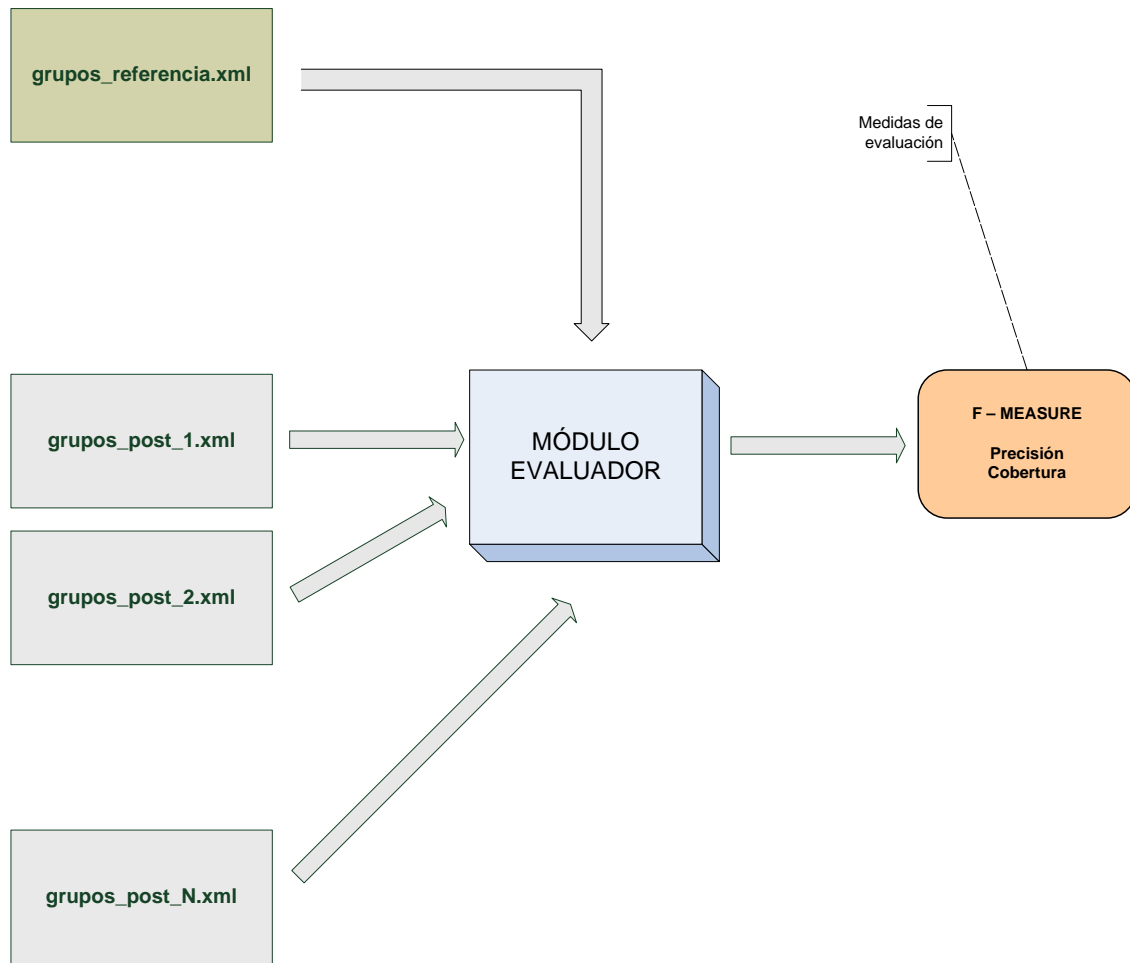 grupos_referencia.xml
Medidas de
evaluación
grupos_post_1.xml
MÓDULO
EVALUADOR
F – MEASURE
Precisión
Cobertura
grupos_post_2.xml
grupos_post_N.xml